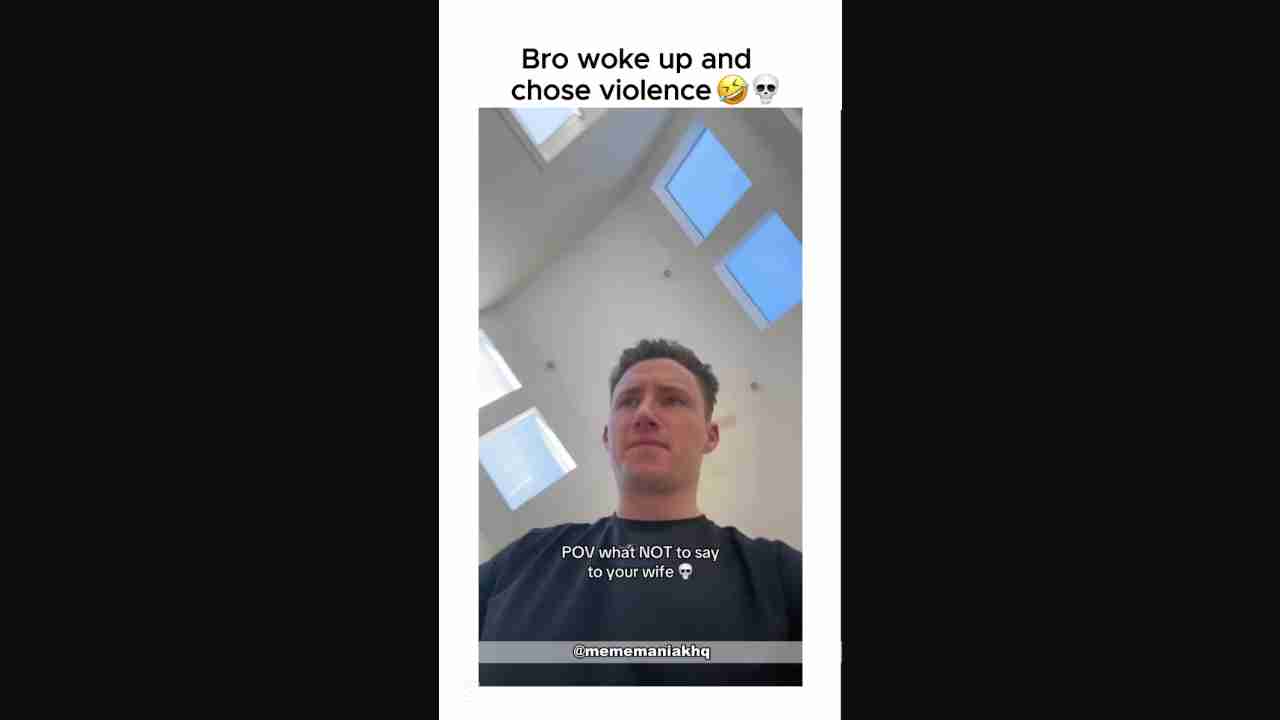 Bro woke up and
chose violence🤣💀
POV what NOT to say
to your wife 💀
@mememaniakhq